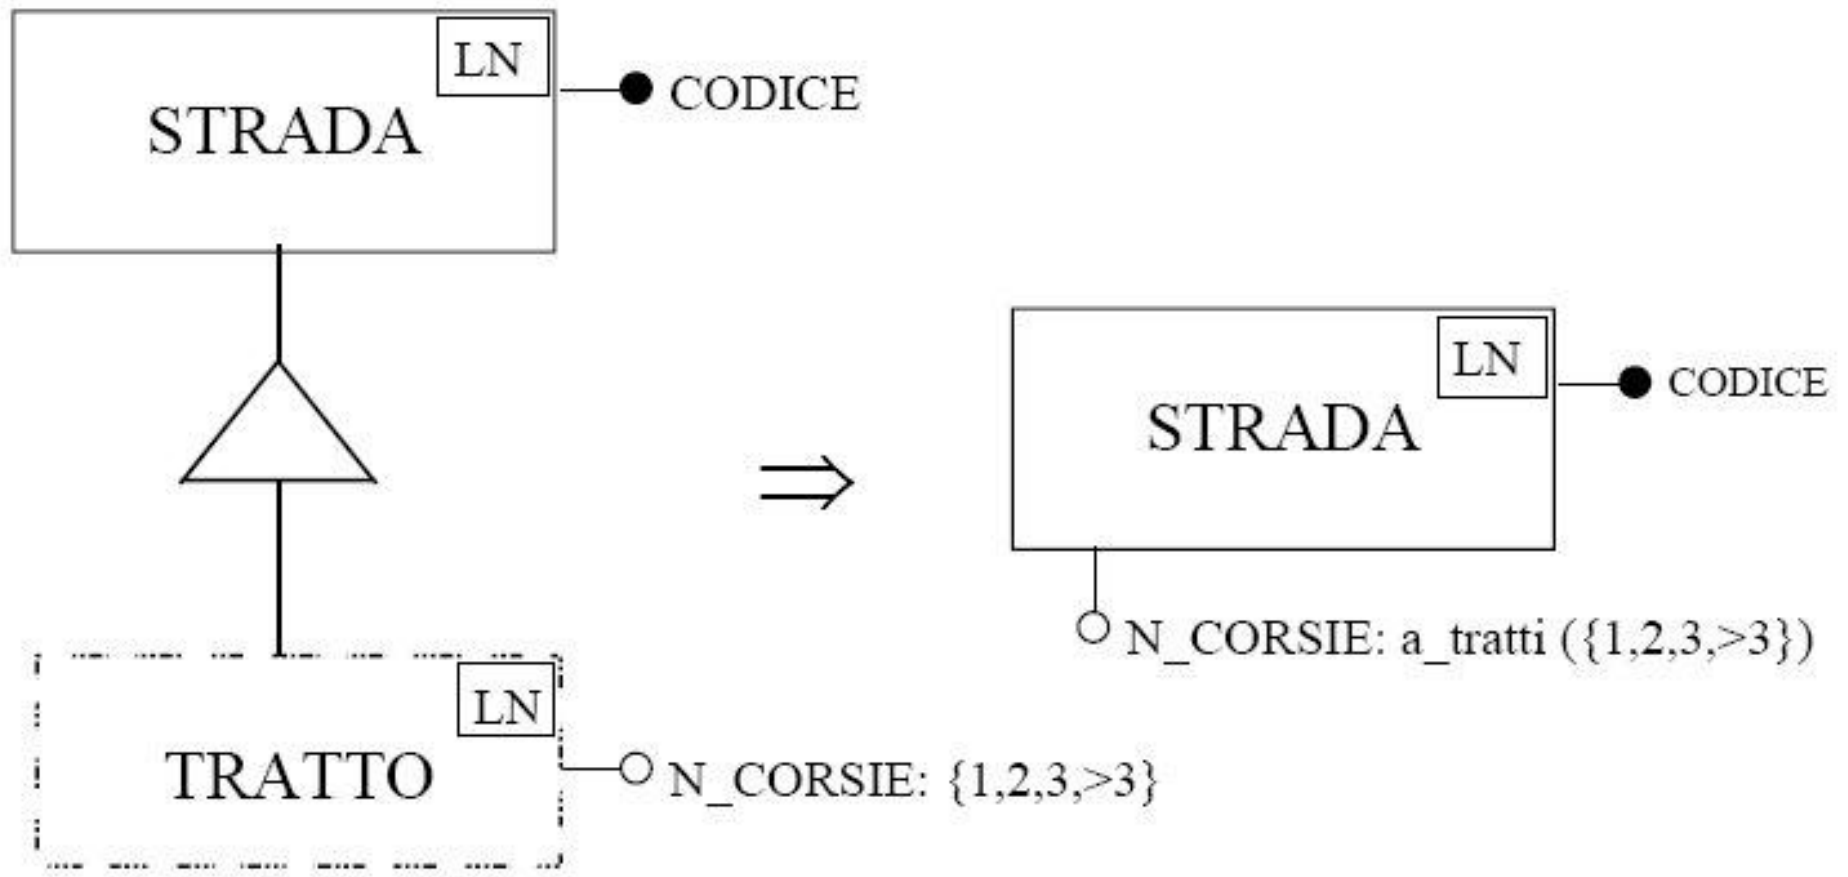 LN
CODICE
STRADA
LN
CODICE
STRADA
N_CORSIE: a_tratti ({1,2,3,>3})
LN
TRATTO
N_CORSIE: {1,2,3,>3}